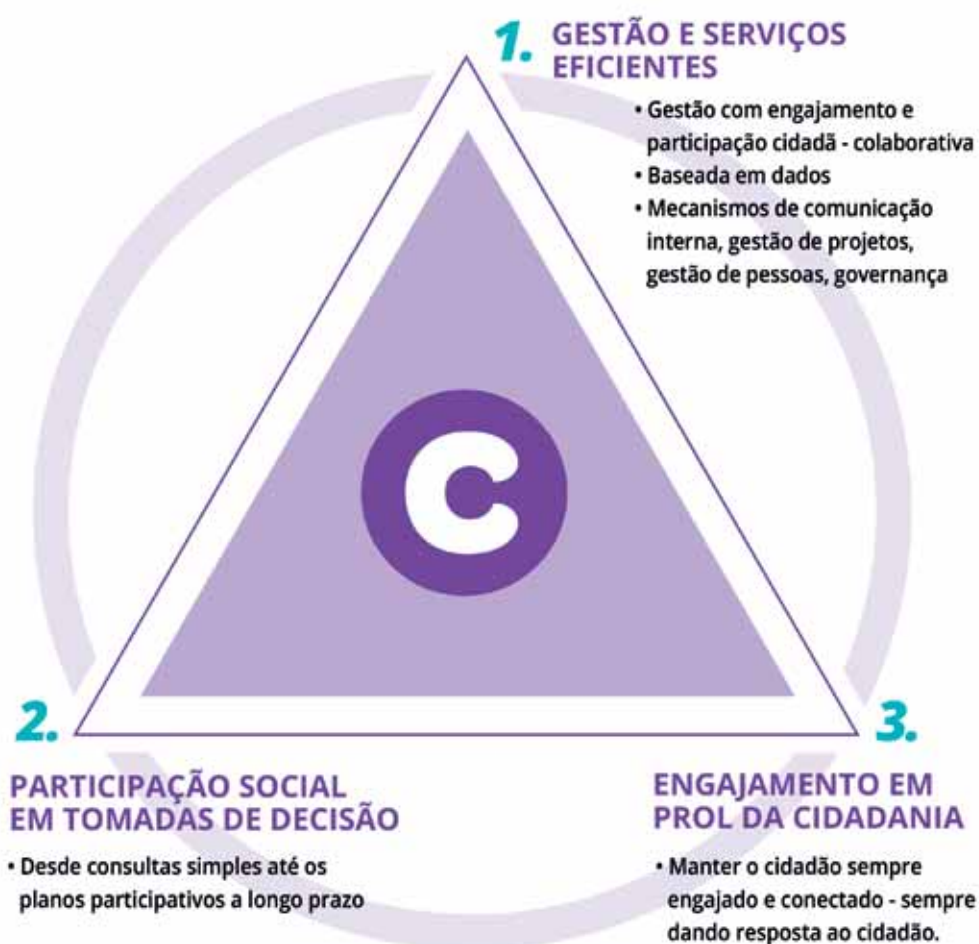 1. GESTÃO E SERVIÇOS
EFICIENTES
• Gestão com engajamento e
participação cidadã - colaborativa
• Baseada em dados
• Mecanismos de comunicação
interna, gestão de projetos,
gestão de pessoas, governança
C
2.
PARTICIPAÇÃO SOCIAL
EM TOMADAS DE DECISÃO
• Desde consultas simples até os
planos participativos a longo prazo
3.
ENGAJAMENTO EM
PROL DA CIDADANIA
• Manter o cidadão sempre
engajado e conectado - sempre
dando resposta ao cidadão.